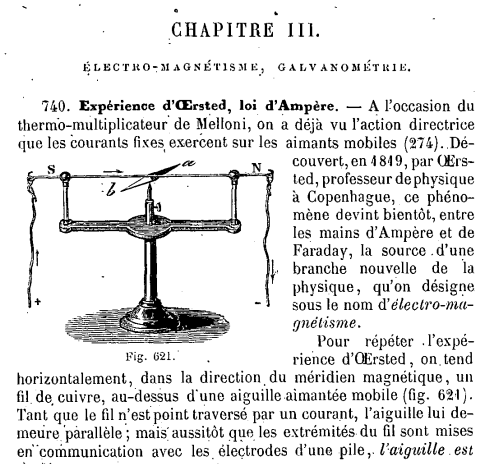 CHAPITRE III.
ÉLECTRO-MAGNÉTISME, GALVANOMÉTRIE.
740. Expérience d'Œrsted, loi d'Ampère. — A l'occasion du
thermo-multiplicateur de Melloni, on a déjà vu l'action directrice
que les courants fixes exercent sur les aimants mobiles (274). Dé-
couvert, en 1819, par Œrs-
ted, professeur de physique
à Copenhague, ce phéno-
mène devint bientôt, entre
les mains d'Ampère et de
Faraday, la source d'une
branche nouvelle de la
physique, qu'on désigne
sous le nom d'électro-ma-
gnétisme.
S
a
N
b
+
-
Fig. 621.
Pour répéter l'expé-
rience d'Œrsted, on tend
horizontalement, dans la direction du méridien magnétique, un
fil de cuivre, au-dessus d'une aiguille aimantée mobile (fig. 621).
Tant que le fil n'est point traversé par un courant, l'aiguille lui de-
meure parallèle; mais aussitôt que les extrémités du fil sont mises
en communication avec les électrodes d'une pile, l'aiguille est